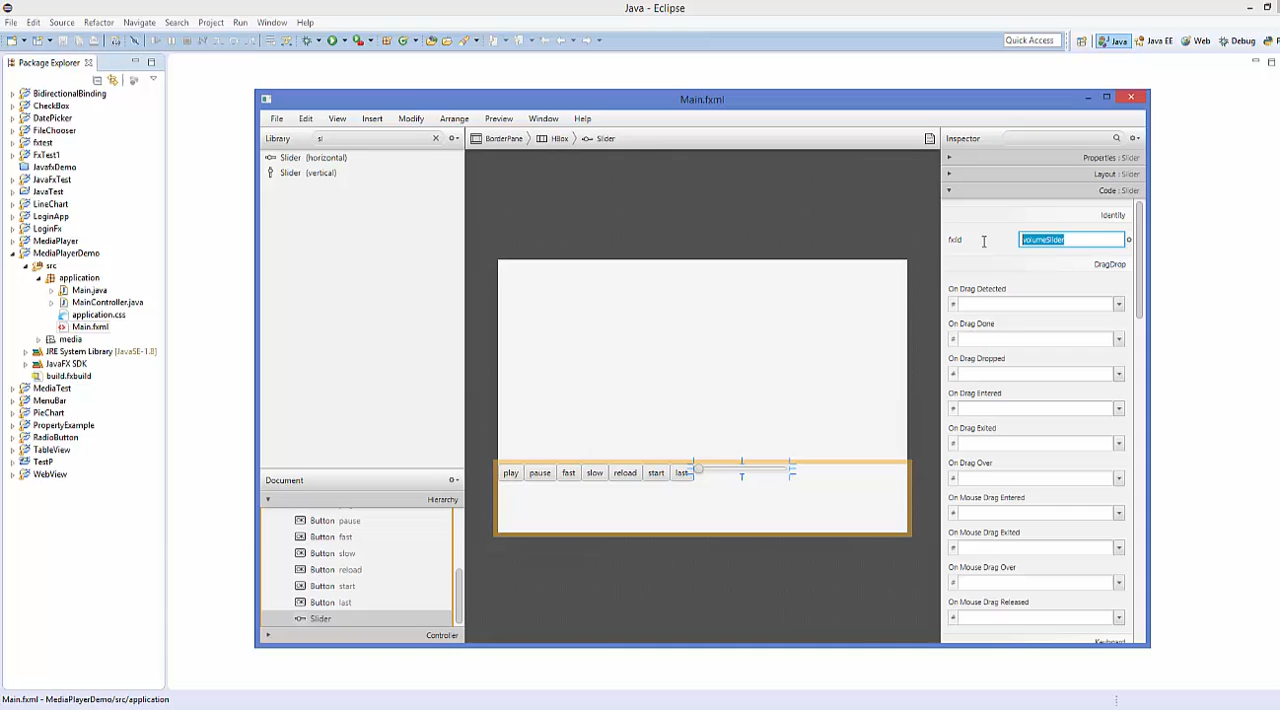 Java - Eclipse
File Edit Source Refactor Navigate Search Project Run Window Help
Quick Access Java Java EE Web Debug
Package Explorer
BidirectionalBinding
CheckBox
DatePicker
FileChooser
fxtest
FxTest1
JavafxDemo
JavaFxTest
JavaTest
LineChart
LoginApp
LoginFx
MediaPlayer
MediaPlayerDemo
src
application
Main.java
MainController.java
application.css
Main.fxml
media
JRE System Library [JavaSE-1.8]
JavaFX SDK
build.fxbuild
MediaTest
MenuBar
PieChart
PropertyExample
RadioButton
TableView
TestP
WebView
Main.fxml
File Edit View Insert Modify Arrange Preview Window Help
Library sl
Slider (horizontal)
Slider (vertical)
Document
Hierarchy
Button pause
Button fast
Button slow
Button reload
Button start
Button last
Slider
Controller
BorderPane HBox Slider
play pause fast slow reload start last
Inspector
Properties : Slider
Layout : Slider
Code : Slider
Identity
fx:id volumeSlider
DragDrop
On Drag Detected
#
On Drag Done
#
On Drag Dropped
#
On Drag Entered
#
On Drag Exited
#
On Drag Over
#
On Mouse Drag Entered
#
On Mouse Drag Exited
#
On Mouse Drag Over
#
On Mouse Drag Released
#
Keyboard
Main.fxml - MediaPlayerDemo/src/application